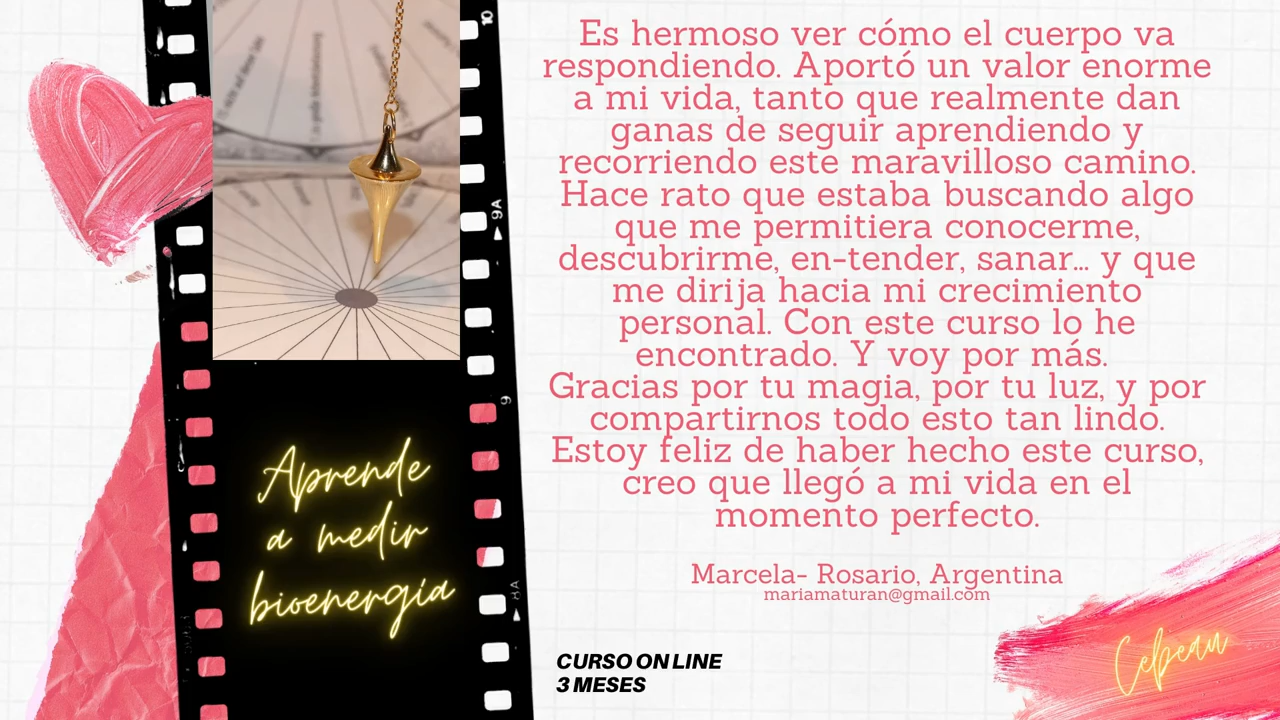 Es hermoso ver cómo el cuerpo va
respondiendo. Aportó un valor enorme
a mi vida, tanto que realmente dan
ganas de seguir aprendiendo y
recorriendo este maravilloso camino.
Hace rato que estaba buscando algo
que me permitiera conocerme,
descubrirme, en-tender, sanar... y que
me dirija hacia mi crecimiento
personal. Con este curso lo he
encontrado. Y voy por más.
Gracias por tu magia, por tu luz, y por
compartirnos todo esto tan lindo.
Estoy feliz de haber hecho este curso,
creo que llegó a mi vida en el
momento perfecto.
Marcela- Rosario, Argentina
mariamaturan@gmail.com
Aprende
a medir
bioenergía
CURSO ON LINE
3 MESES
Cebeau
10
9A
9
8A